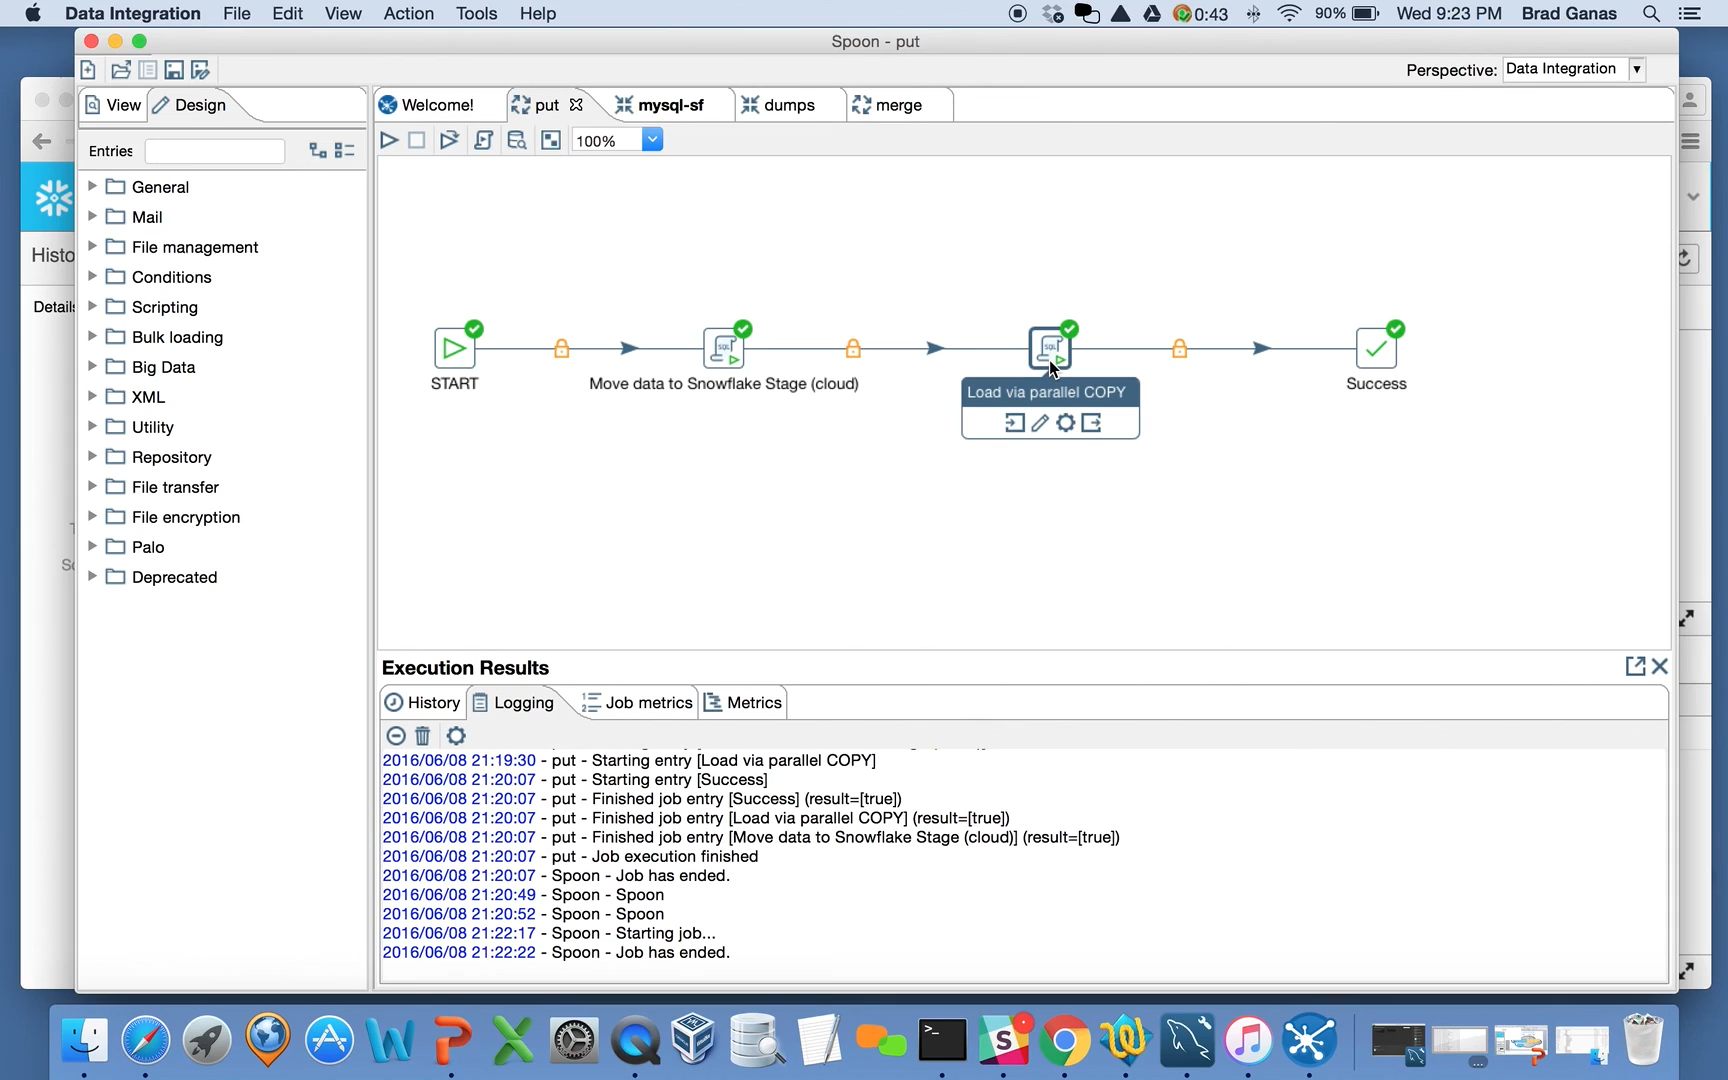 Data Integration File Edit View Action Tools Help 0:43 90% Wed 9:23 PM Brad Ganas
Spoon - put
Perspective: Data Integration
View Design
Welcome! put mysql-sf dumps merge
Entries
100%
General
Mail
File management
Conditions
Scripting
Bulk loading
Big Data
XML
Utility
Repository
File transfer
File encryption
Palo
Deprecated
Histo
Details
START
Move data to Snowflake Stage (cloud)
SQL
SQL
Load via parallel COPY
Success
Execution Results
History Logging Job metrics Metrics
2016/06/08 21:19:30 - put - Starting entry [Load via parallel COPY]
2016/06/08 21:20:07 - put - Starting entry [Success]
2016/06/08 21:20:07 - put - Finished job entry [Success] (result=[true])
2016/06/08 21:20:07 - put - Finished job entry [Load via parallel COPY] (result=[true])
2016/06/08 21:20:07 - put - Finished job entry [Move data to Snowflake Stage (cloud)] (result=[true])
2016/06/08 21:20:07 - put - Job execution finished
2016/06/08 21:20:07 - Spoon - Job has ended.
2016/06/08 21:20:49 - Spoon - Spoon
2016/06/08 21:20:52 - Spoon - Spoon
2016/06/08 21:22:17 - Spoon - Starting job...
2016/06/08 21:22:22 - Spoon - Job has ended.